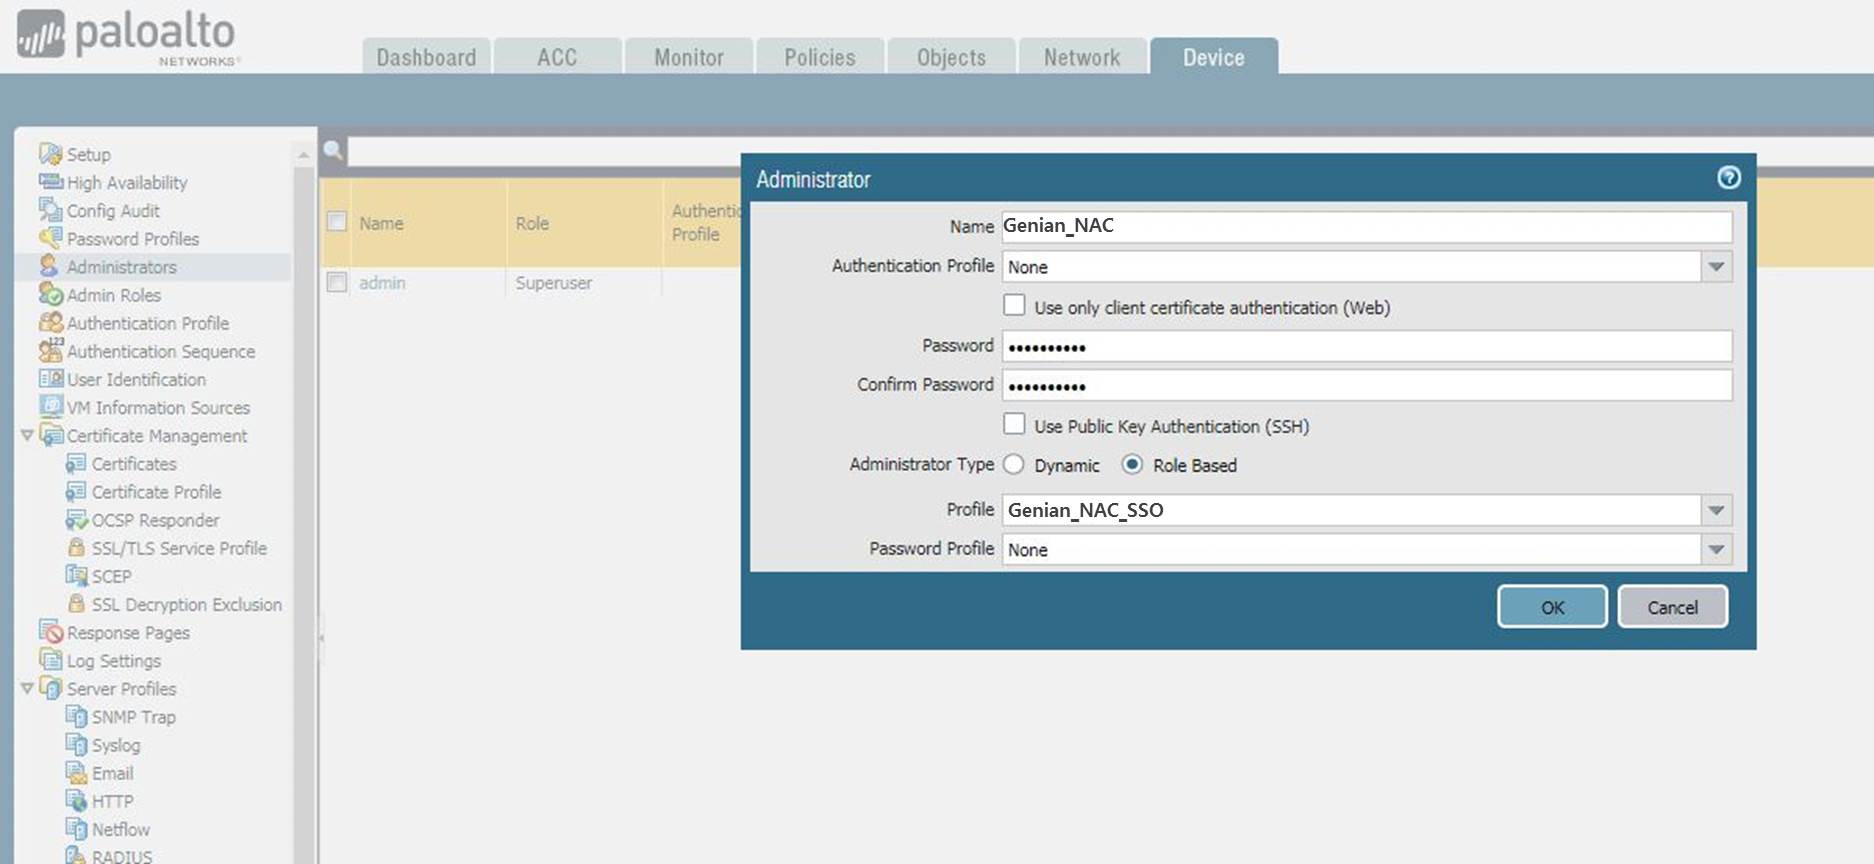 paloalto
NETWORKS®
Dashboard
ACC
Monitor
Policies
Objects
Network
Device
Setup
High Availability
Config Audit
Password Profiles
Administrators
Admin Roles
Authentication Profile
Authentication Sequence
User Identification
VM Information Sources
Certificate Management
Certificates
Certificate Profile
OCSP Responder
SSL/TLS Service Profile
SCEP
SSL Decryption Exclusion
Response Pages
Log Settings
Server Profiles
SNMP Trap
Syslog
Email
HTTP
Netflow
RADIUS
Name
Role
Authentic
Profile
admin
Superuser
Administrator
Name Genian_NAC
Authentication Profile None
Use only client certificate authentication (Web)
Password ••••••••••
Confirm Password ••••••••••
Use Public Key Authentication (SSH)
Administrator Type Dynamic Role Based
Profile Genian_NAC_SSO
Password Profile None
OK
Cancel